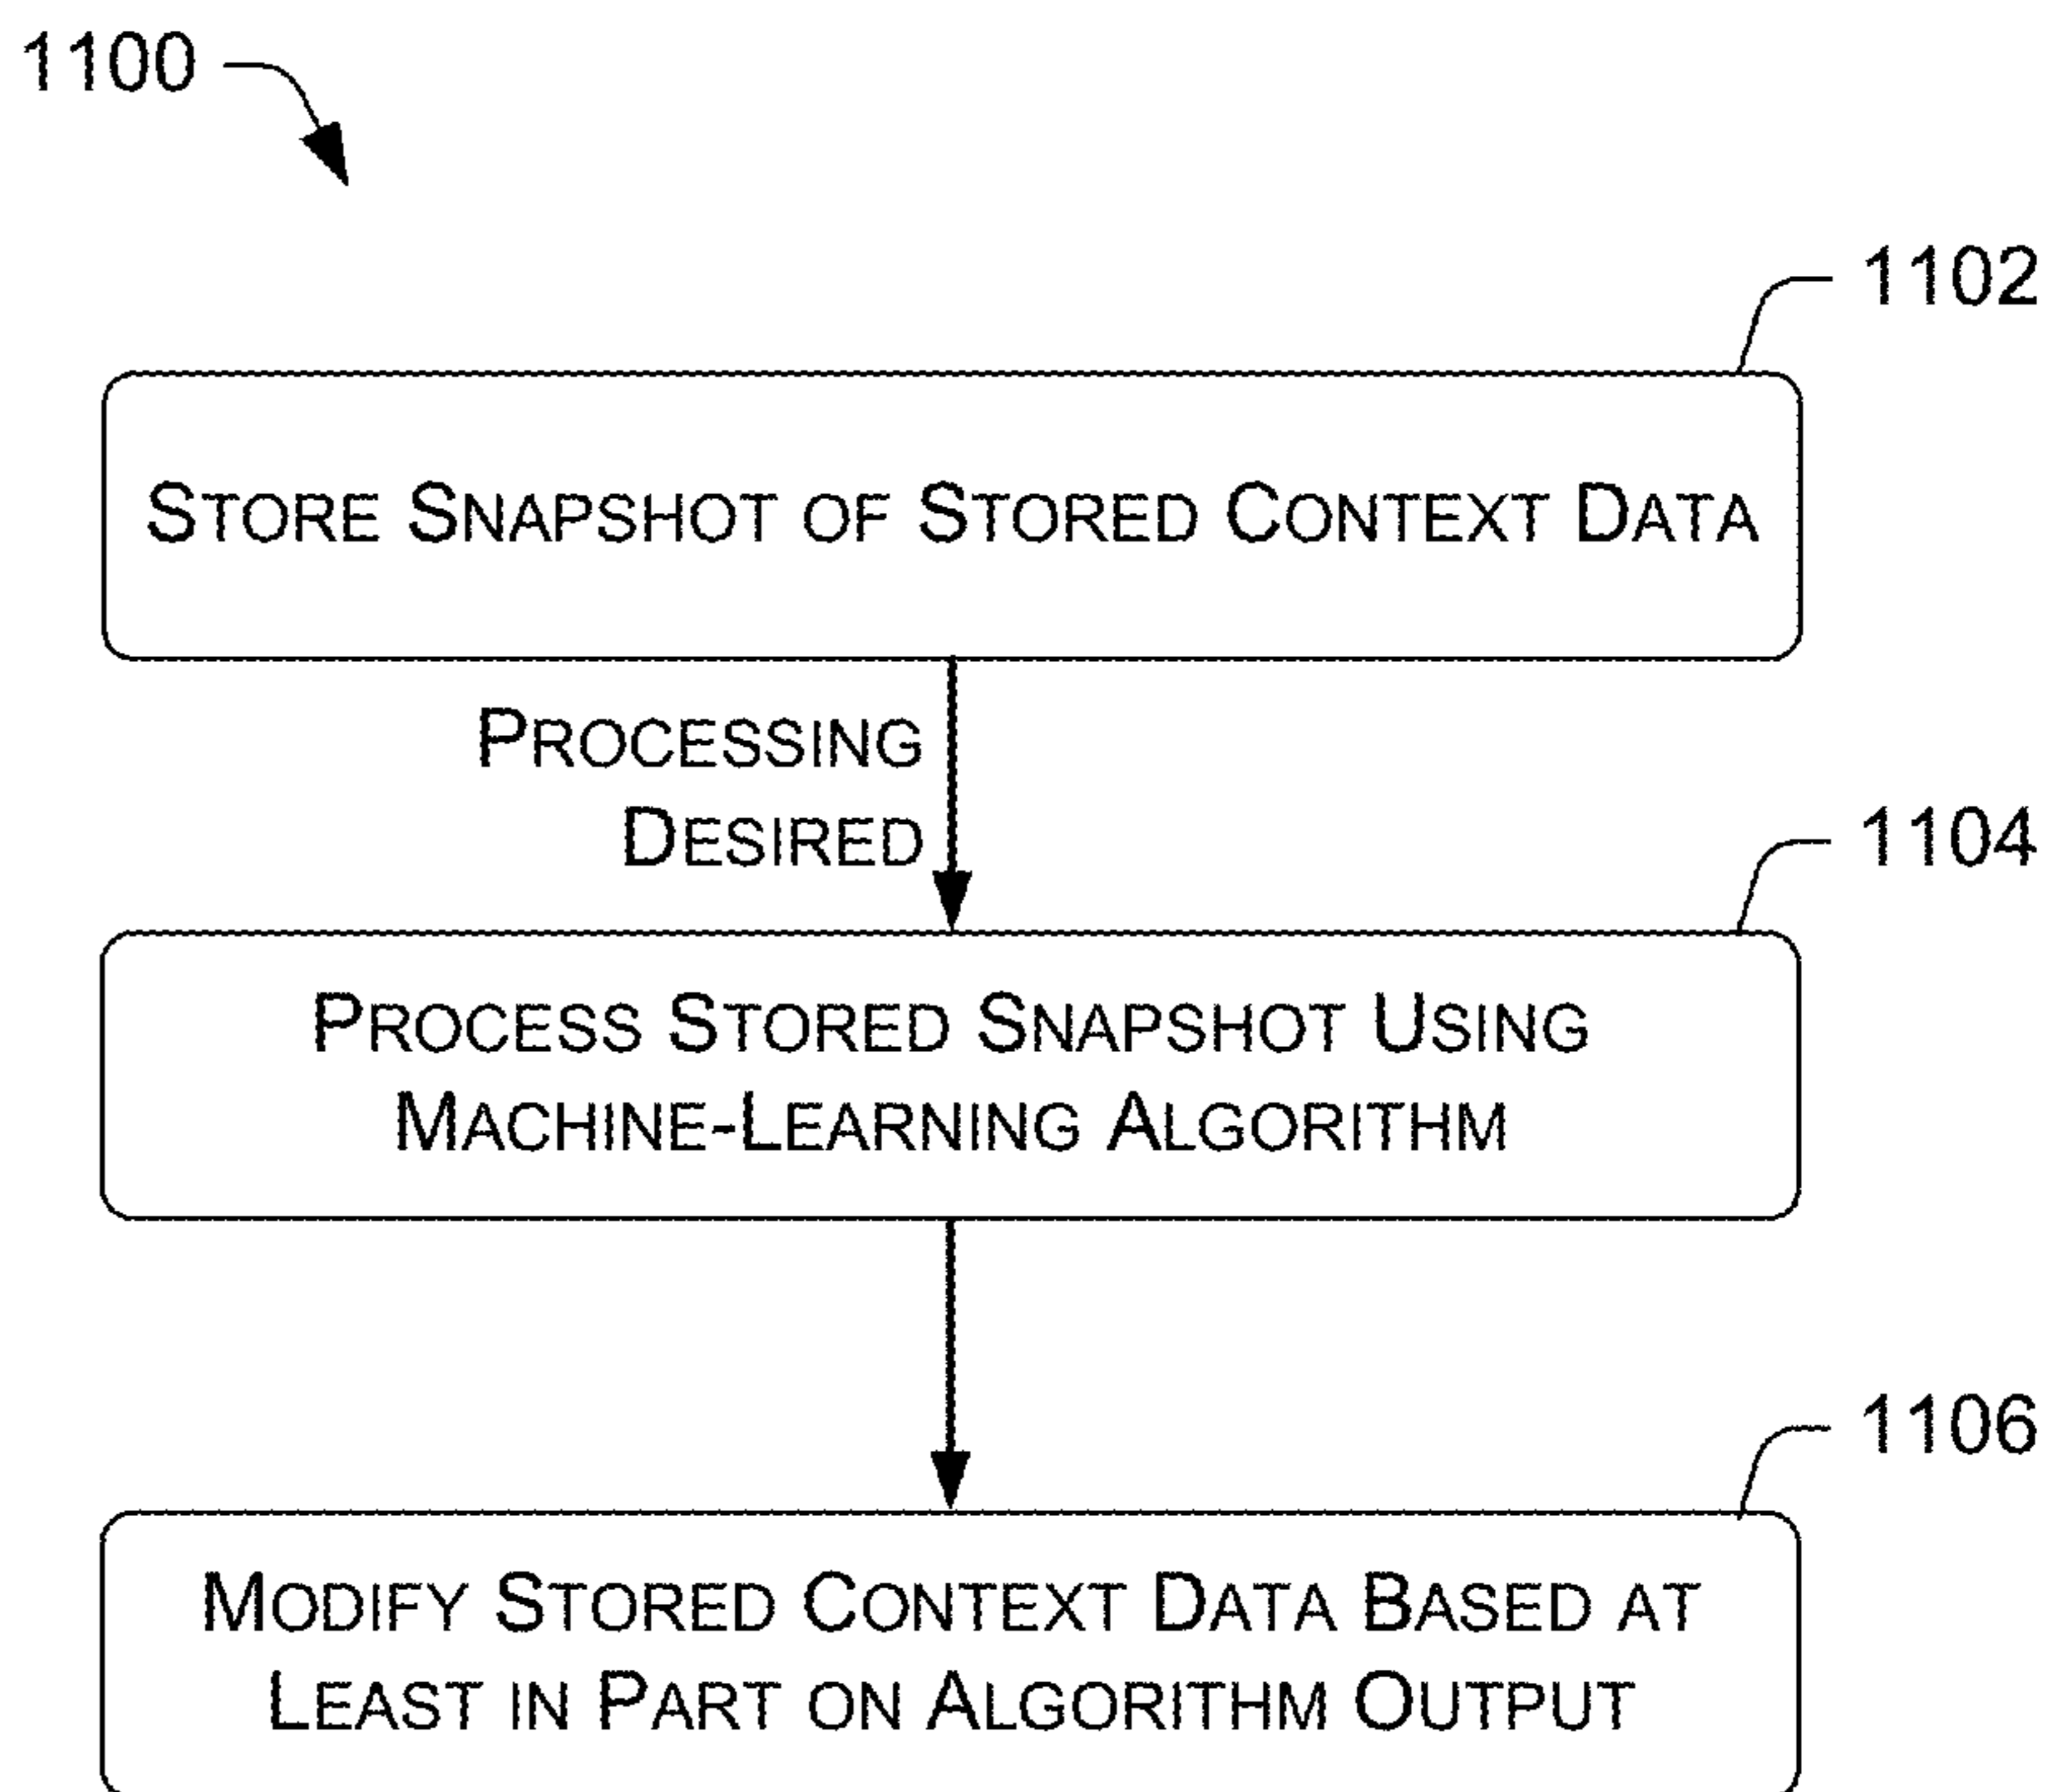 1100
1102
STORE SNAPSHOT OF STORED CONTEXT DATA
PROCESSING
DESIRED
1104
PROCESS STORED SNAPSHOT USING
MACHINE-LEARNING ALGORITHM
1106
MODIFY STORED CONTEXT DATA BASED AT
LEAST IN PART ON ALGORITHM OUTPUT